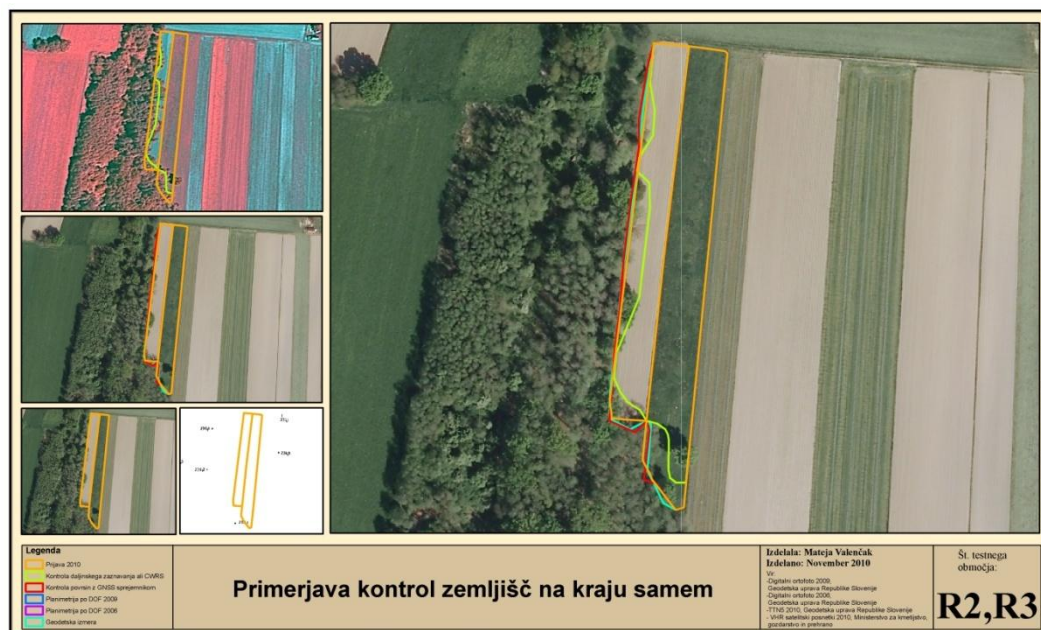 Legenda
Prijava 2010
Kontrola daljinskega zaznavanja ali CWRS
Kontrola površin z GNSS sprejemnikom
Planimetrija po DOF 2009
Planimetrija po DOF 2006
Geodetska izmera
Primerjava kontrol zemljišč na kraju samem
Izdelala: Mateja Valenčak
Izdelano: November 2010
Vir:
-Digitalni ortofoto 2009,
Geodetska uprava Republike Slovenije
-Digitalni ortofoto 2006,
Geodetska uprava Republike Slovenije
-TTN5 2010, Geodetska uprava Republike Slovenije
- VHR satelitski posnetki 2010, Ministrstvo za kmetijstvo,
gozdarstvo in prehrano
Št. testnega
območja:
R2,R3